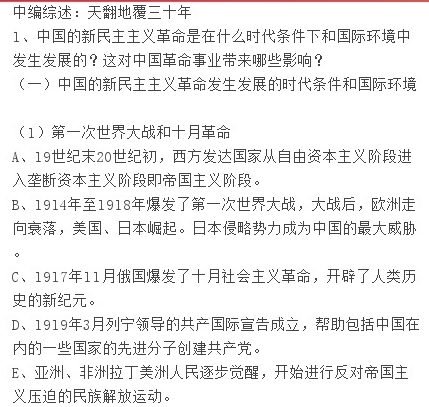 中编综述：天翻地覆三十年
1、中国的新民主主义革命是在什么时代条件下和国际环境中
发生发展的？这对中国革命事业带来哪些影响？
（一）中国的新民主主义革命发生发展的时代条件和国际环境
（1）第一次世界大战和十月革命
A、19世纪末20世纪初，西方发达国家从自由资本主义阶段进
入垄断资本主义阶段即帝国主义阶段。
B、1914年至1918年爆发了第一次世界大战，大战后，欧洲走
向衰落，美国、日本崛起。日本侵略势力成为中国的最大威胁
。
C、1917年11月俄国爆发了十月社会主义革命，开辟了人类历
史的新纪元。
D、1919年3月列宁领导的共产国际宣告成立，帮助包括中国在
内的一些国家的先进分子创建共产党。
E、亚洲、非洲拉丁美洲人民逐步觉醒，开始进行反对帝国主
义压迫的民族解放运动。